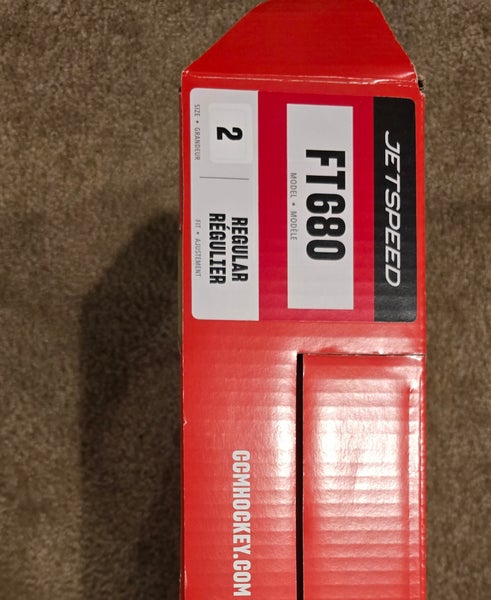 JETSPEED
FT680
MODEL • MODÈLE
2
SIZE • GRANDEUR
REGULAR
RÉGULIER
FIT • AJUSTEMENT
CCMHOCKEY.COM